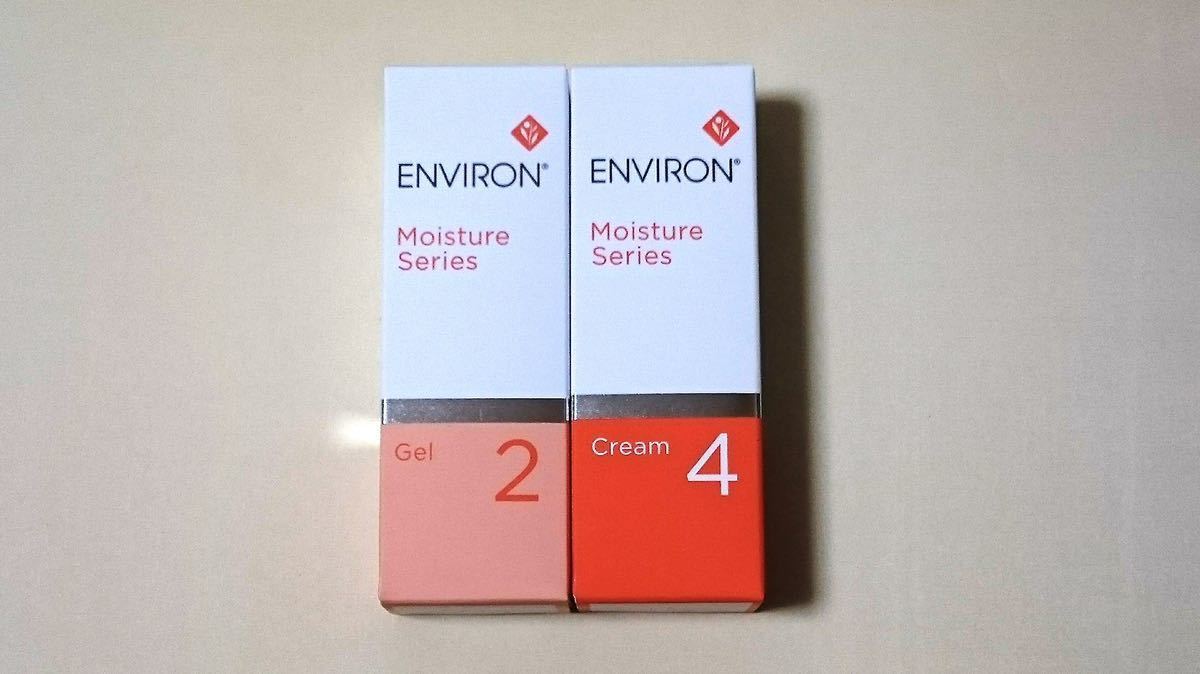 ENVIRON®
Moisture
Series
Gel 2
ENVIRON®
Moisture
Series
Cream 4